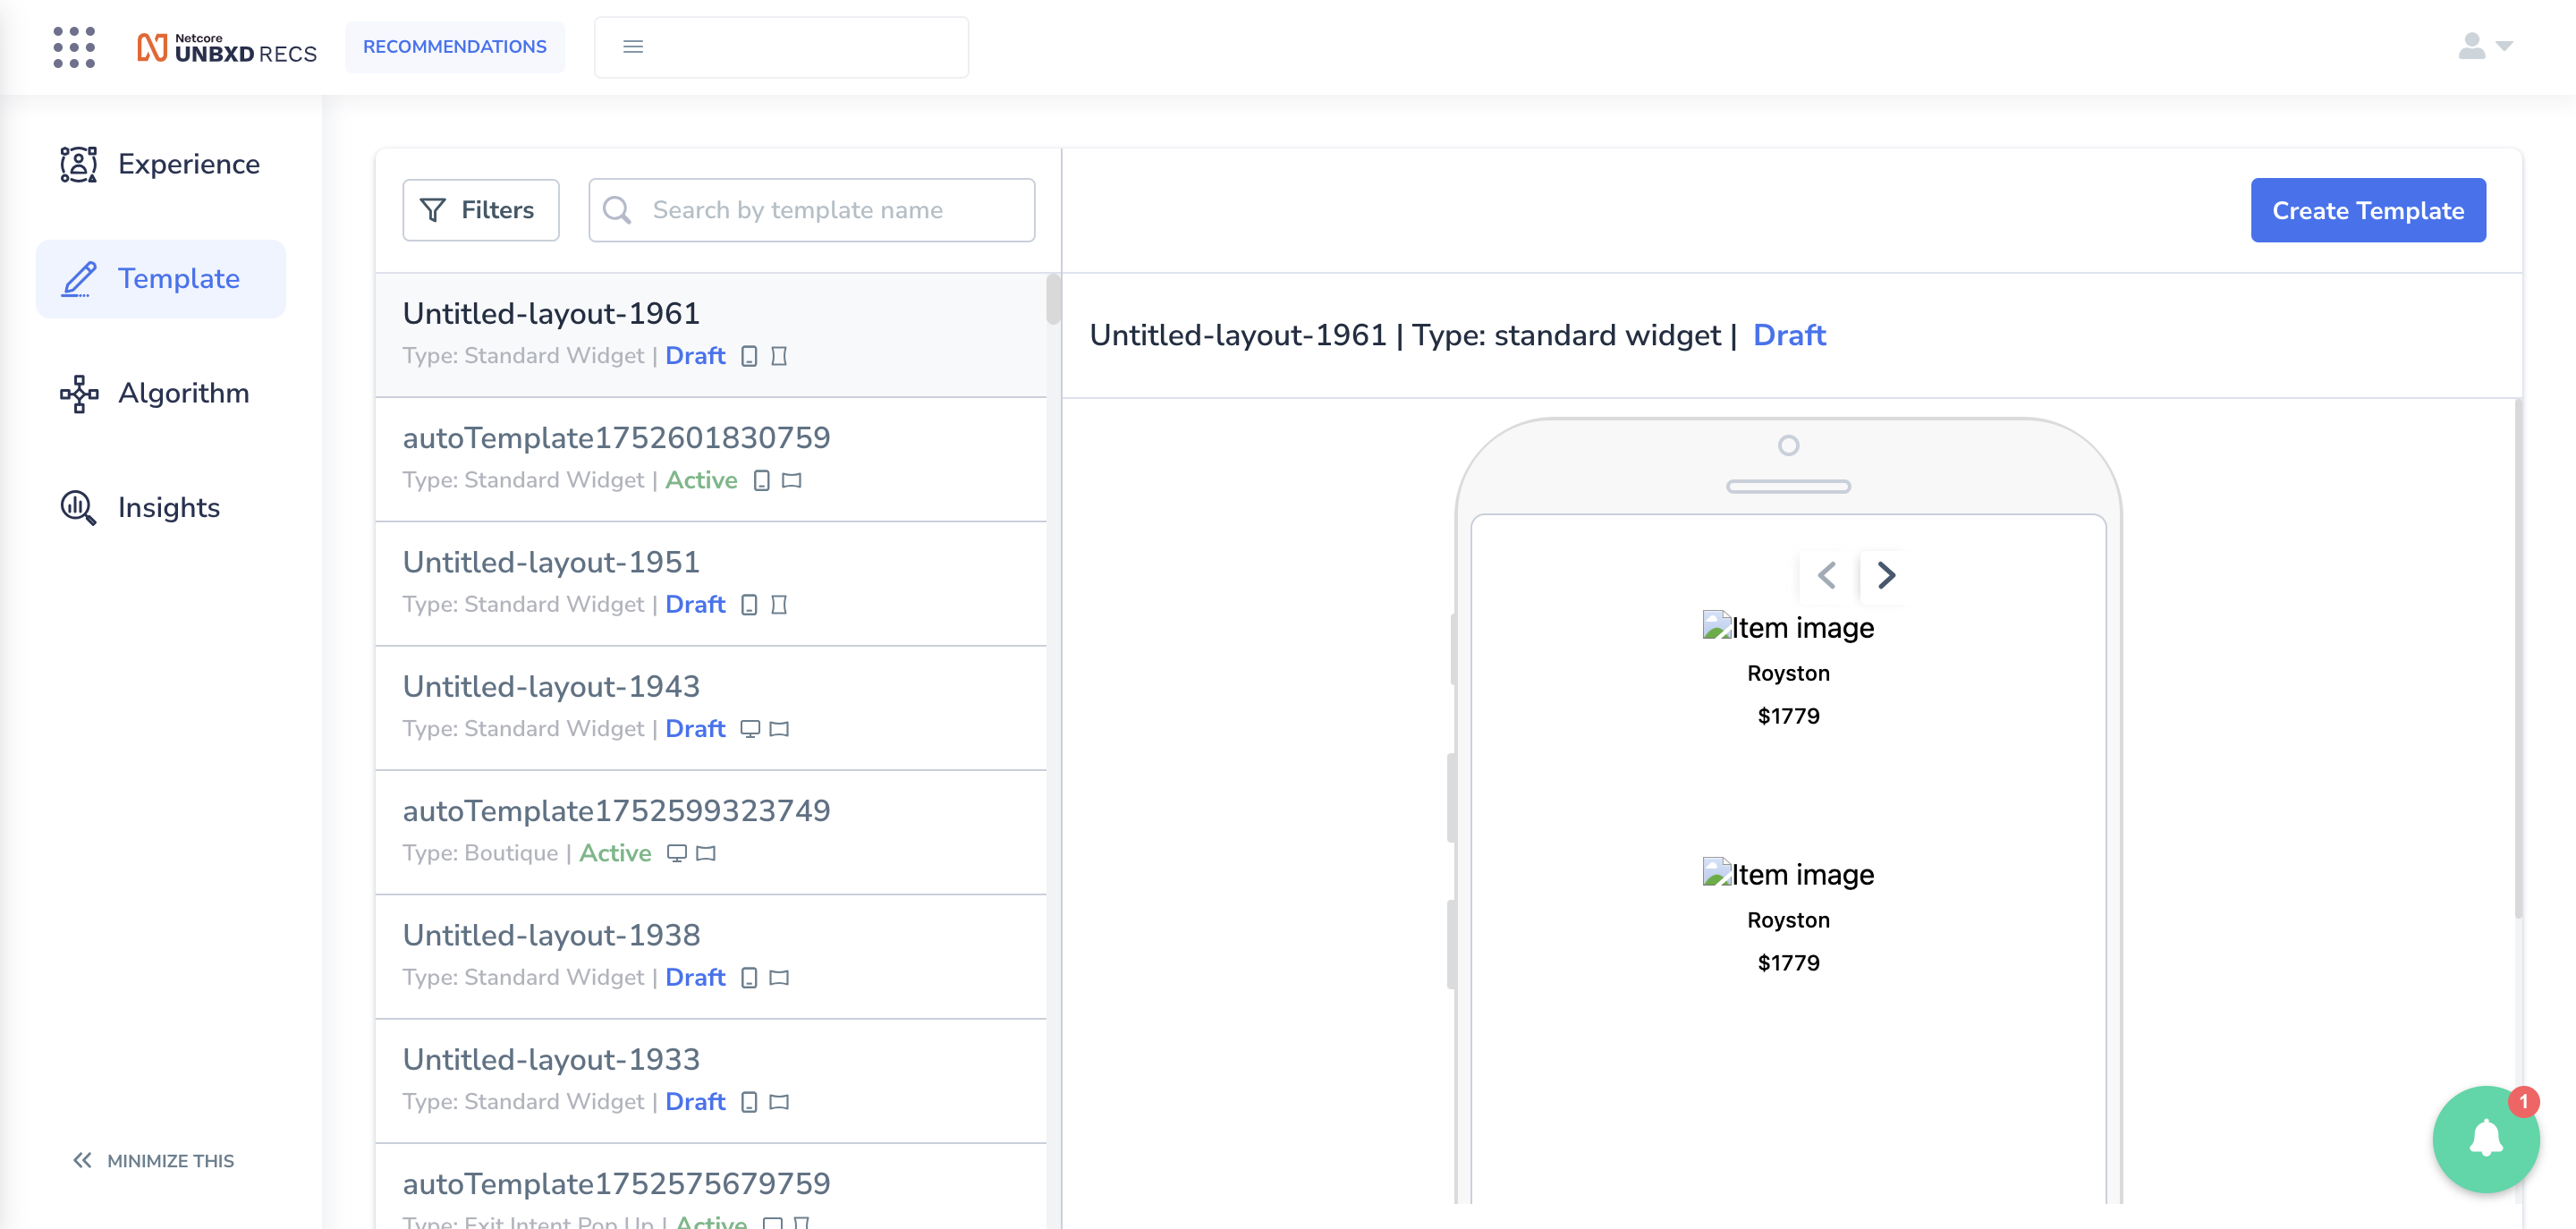 Netcore
UNBXD RECS
RECOMMENDATIONS
Experience
Template
Algorithm
Insights
MINIMIZE THIS
Filters
Search by template name
Create Template
Untitled-layout-1961
Type: Standard Widget | Draft
autoTemplate1752601830759
Type: Standard Widget | Active
Untitled-layout-1951
Type: Standard Widget | Draft
Untitled-layout-1943
Type: Standard Widget | Draft
autoTemplate1752599323749
Type: Boutique | Active
Untitled-layout-1938
Type: Standard Widget | Draft
Untitled-layout-1933
Type: Standard Widget | Draft
autoTemplate1752575679759
Type: Exit Intent Pop Up | Active
Untitled-layout-1961 | Type: standard widget | Draft
Item image
Royston
$1779
Item image
Royston
$1779
1